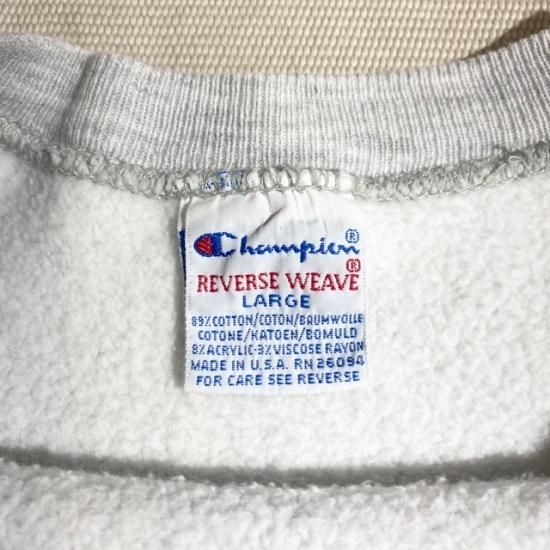 Champion®
REVERSE WEAVE®
LARGE
89% COTTON/COTON/BAUMWOLLE
COTONE/KATOEN/BOMULD
8% ACRYLIC-3% VISCOSE RAYON
MADE IN U.S.A. RN 26094
FOR CARE SEE REVERSE